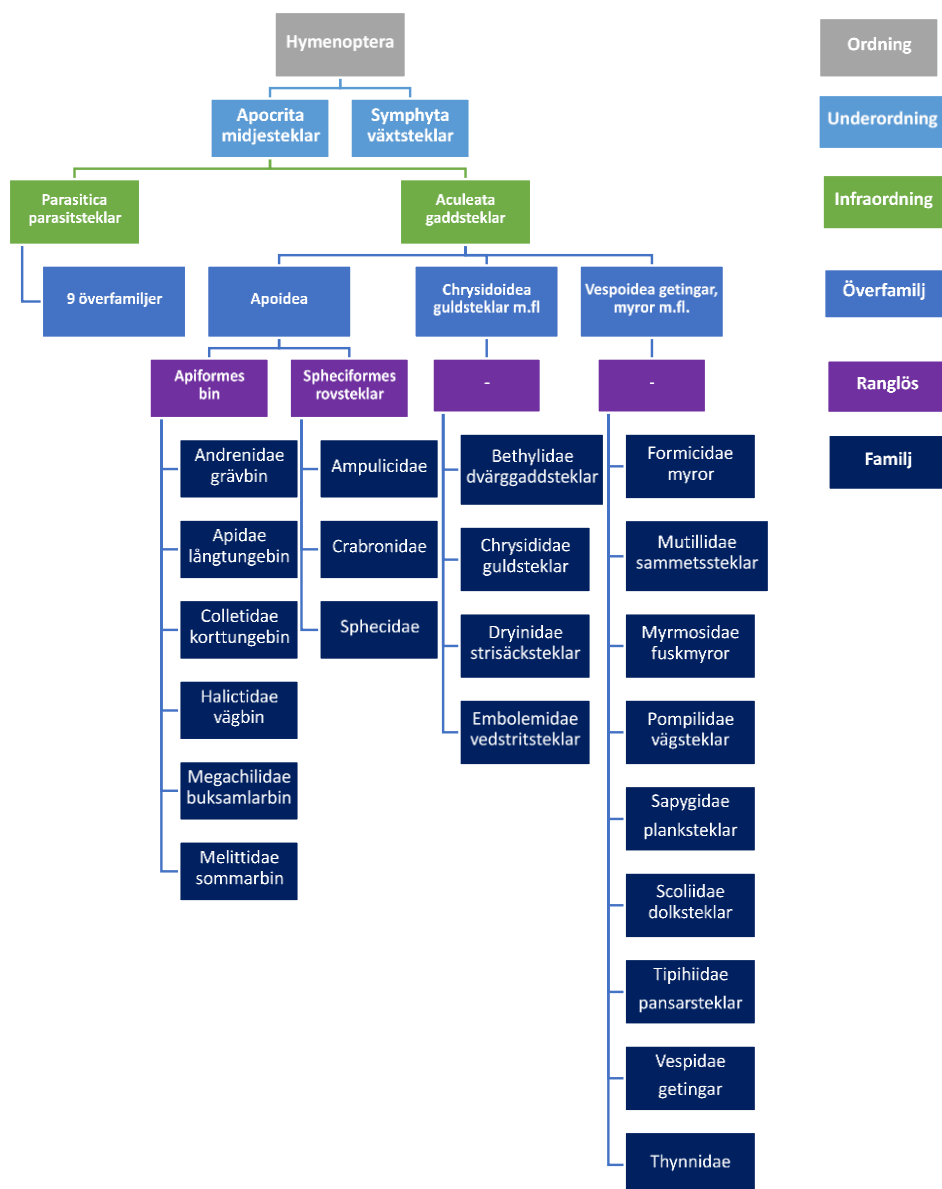 Hymenoptera
Ordning
Apocrita
midjesteklar
Symphyta
växtsteklar
Underordning
Parasitica
parasitsteklar
Aculeata
gaddsteklar
Infraordning
9 överfamiljer
Apoidea
Chrysidoidea
guldsteklar m.fl
Vespoidea getingar,
myror m.fl.
Överfamilj
Apiformes
bin
Spheciformes
rovsteklar
-
-
Ranglös
Andrenidae
grävbin
Apidae
långtungebin
Colletidae
korttungebin
Halictidae
vägbin
Megachilidae
buksamlarbin
Melittidae
sommarbin
Ampulicidae
Crabronidae
Sphecidae
Bethylidae
dvärggaddsteklar
Chrysididae
guldsteklar
Dryinidae
strisäcksteklar
Embolemidae
vedstritsteklar
Formicidae
myror
Mutillidae
sammetssteklar
Myrmosidae
fuskmyror
Pompilidae
vägsteklar
Sapygidae
planksteklar
Scoliidae
dolksteklar
Tipihiidae
pansarsteklar
Vespidae
getingar
Thynnidae
Familj